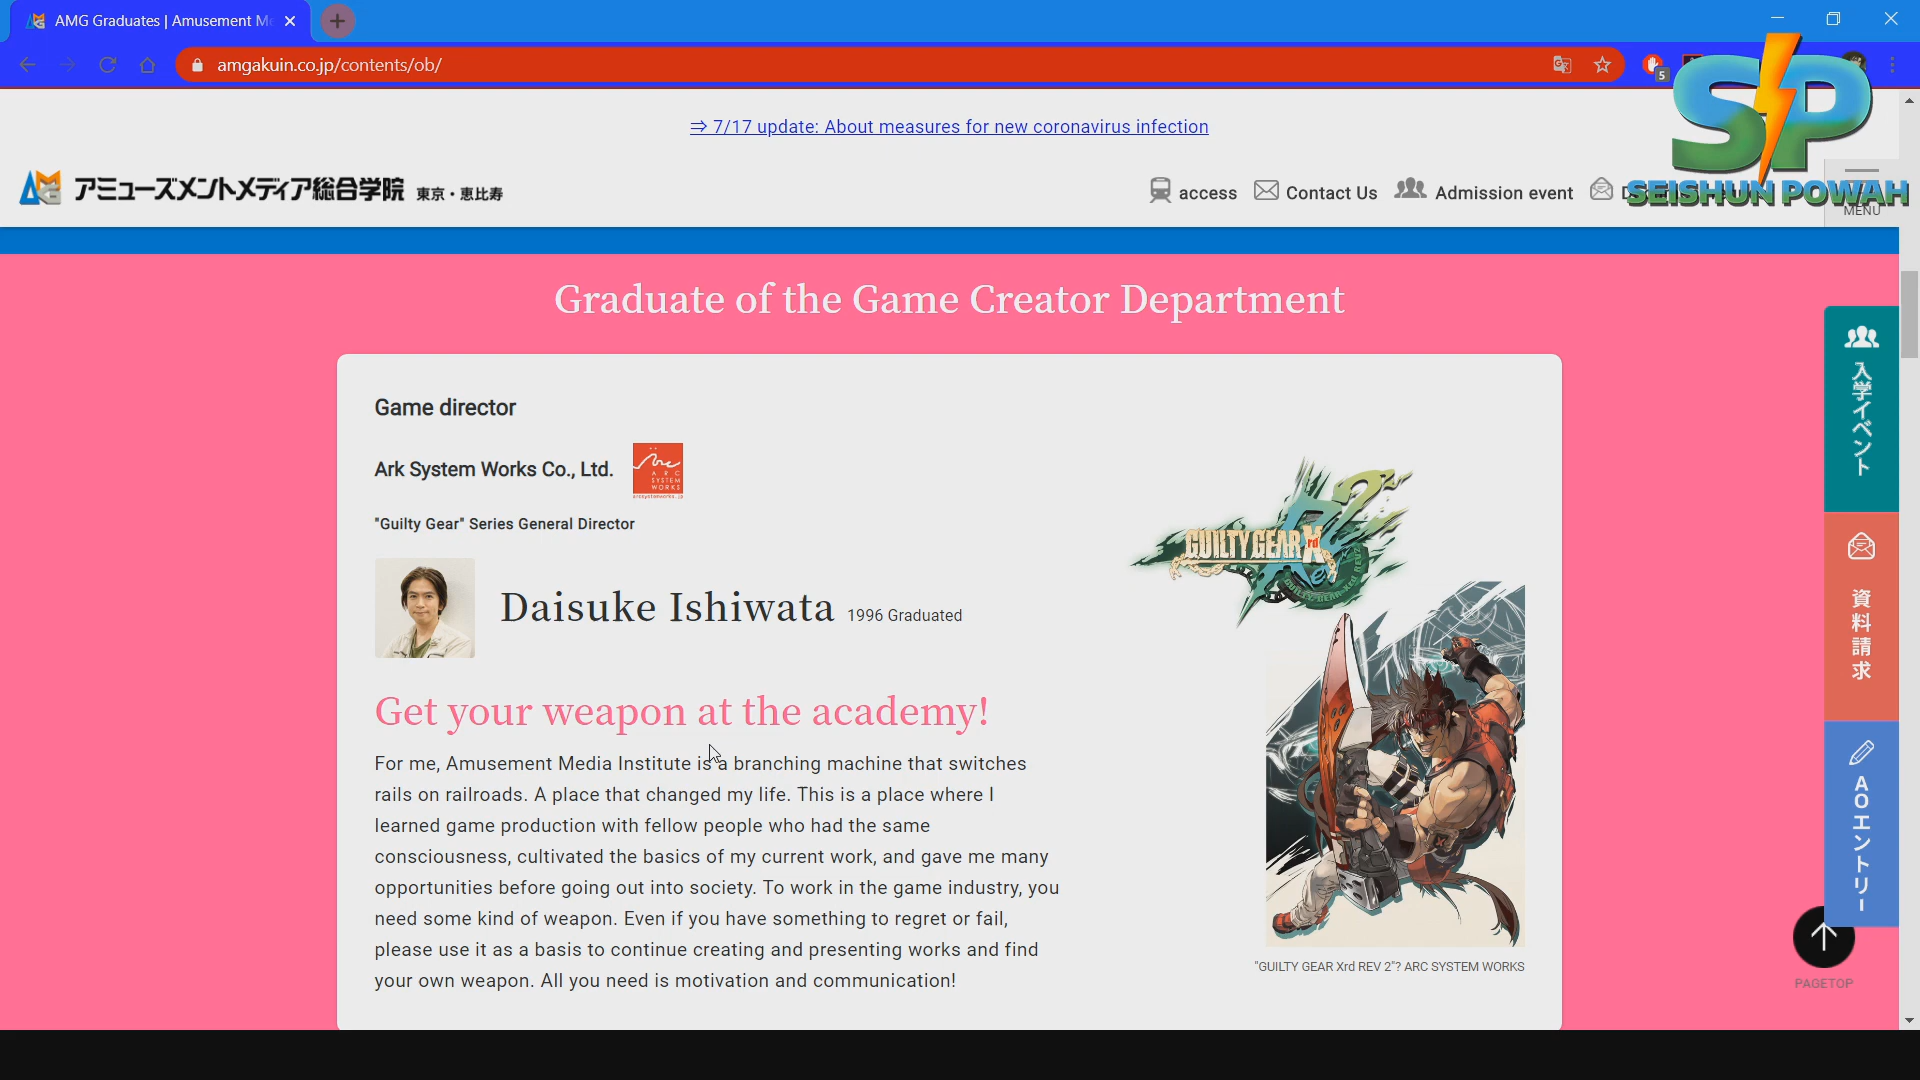 AMG Graduates | Amusement Me
amgakuin.co.jp/contents/ob/
5
SP
SEISHUN POWAH
⇒ 7/17 update: About measures for new coronavirus infection
AMG アミューズメントメディア総合学院 東京・恵比寿
access
Contact Us
Admission event
MENU
Graduate of the Game Creator Department
Game director
Ark System Works Co., Ltd.
ARC
SYSTEM
WORKS
"Guilty Gear" Series General Director
Daisuke Ishiwata 1996 Graduated
GUILTY GEAR Xrd
Get your weapon at the academy!
For me, Amusement Media Institute is a branching machine that switches
rails on railroads. A place that changed my life. This is a place where I
learned game production with fellow people who had the same
consciousness, cultivated the basics of my current work, and gave me many
opportunities before going out into society. To work in the game industry, you
need some kind of weapon. Even if you have something to regret or fail,
please use it as a basis to continue creating and presenting works and find
your own weapon. All you need is motivation and communication!
"GUILTY GEAR Xrd REV 2"? ARC SYSTEM WORKS
入学イベント
資料請求
AOエントリー
PAGETOP